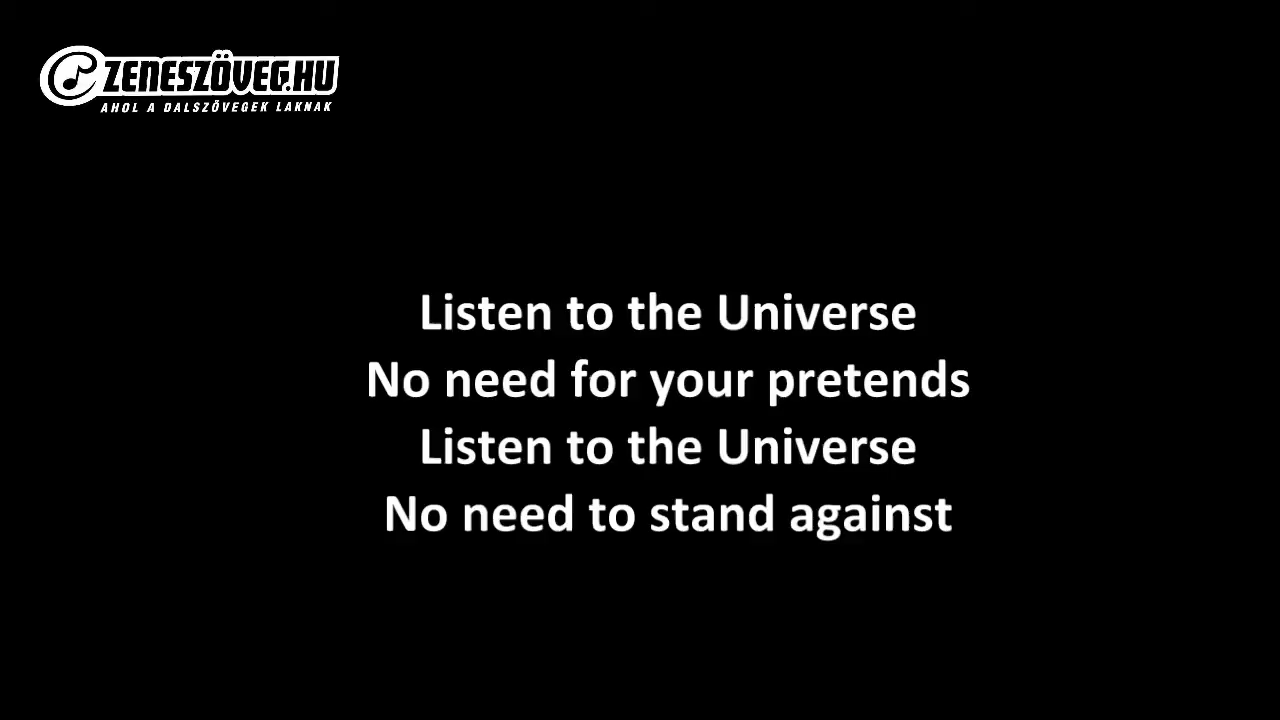 ZENESZÖVEG.HU
AHOL A DALSZÖVEGEK LAKNAK
Listen to the Universe
No need for your pretends
Listen to the Universe
No need to stand against